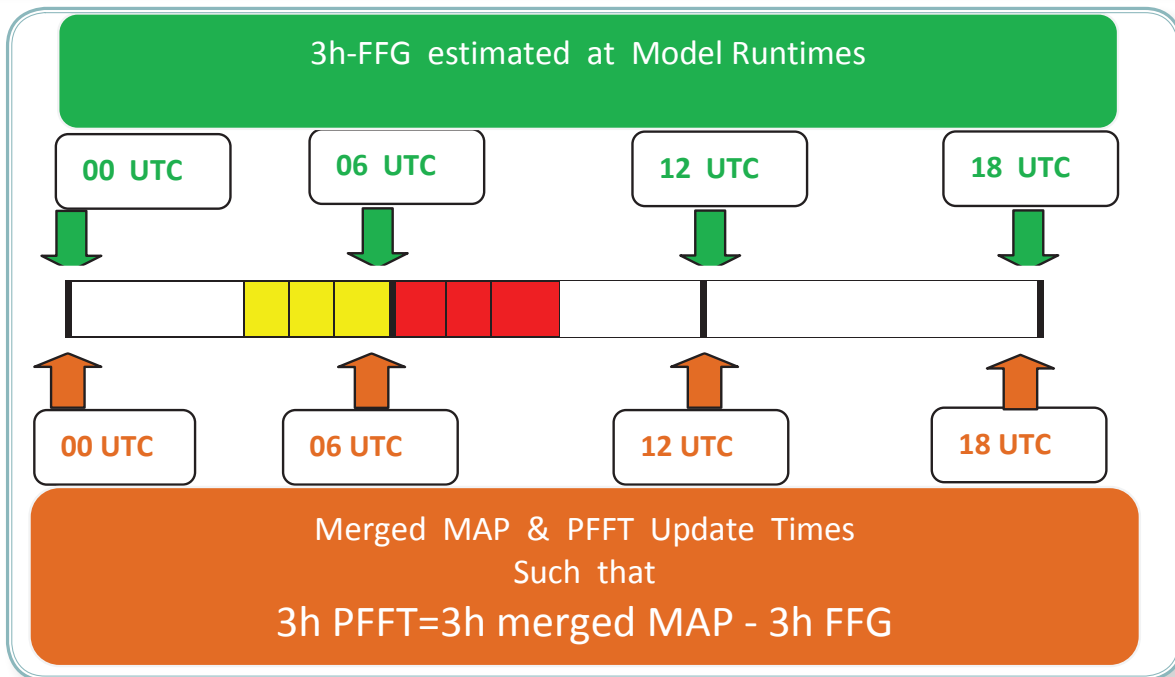 3h-FFG estimated at Model Runtimes
00 UTC
06 UTC
12 UTC
18 UTC
00 UTC
06 UTC
12 UTC
18 UTC
Merged MAP & PFFT Update Times
Such that
3h PFFT=3h merged MAP - 3h FFG